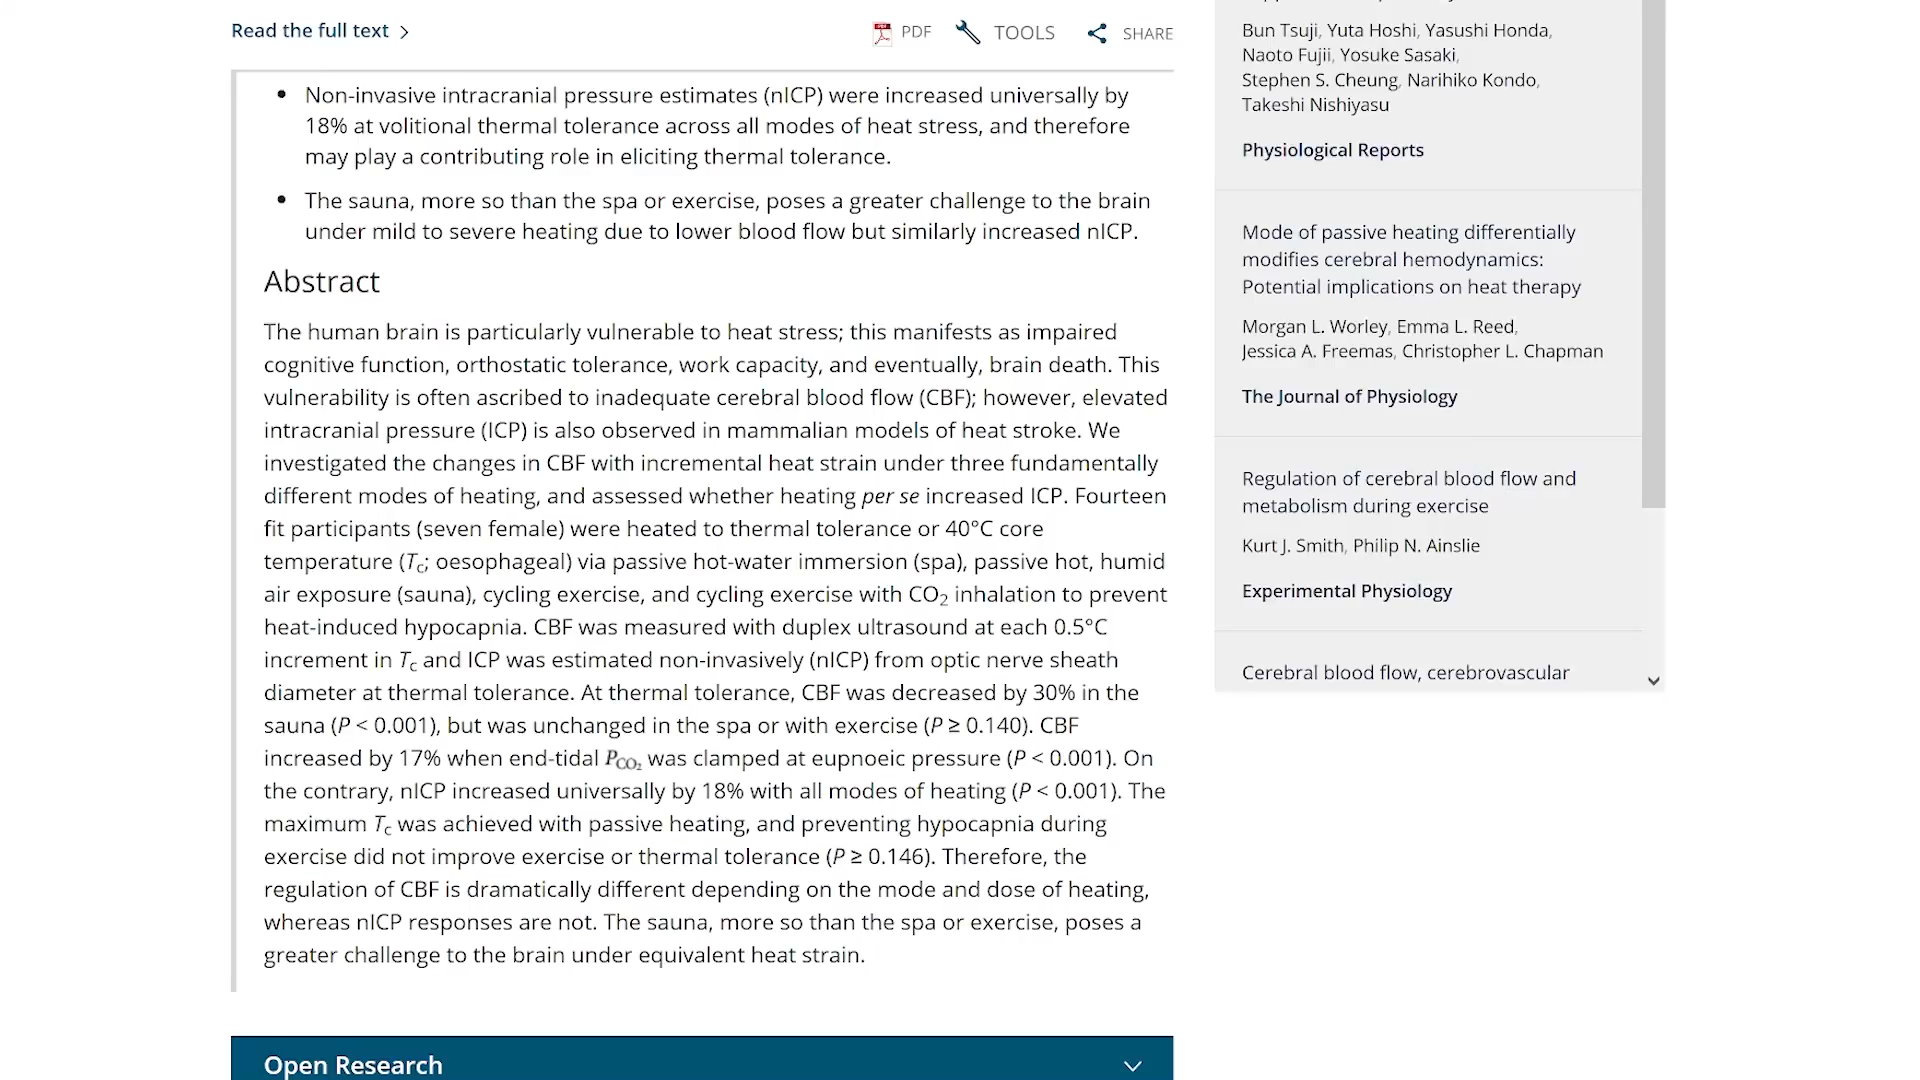 Read the full text
PDF
TOOLS
SHARE
Non-invasive intracranial pressure estimates (nICP) were increased universally by
18% at volitional thermal tolerance across all modes of heat stress, and therefore
may play a contributing role in eliciting thermal tolerance.
The sauna, more so than the spa or exercise, poses a greater challenge to the brain
under mild to severe heating due to lower blood flow but similarly increased nICP.
Abstract
The human brain is particularly vulnerable to heat stress; this manifests as impaired
cognitive function, orthostatic tolerance, work capacity, and eventually, brain death. This
vulnerability is often ascribed to inadequate cerebral blood flow (CBF); however, elevated
intracranial pressure (ICP) is also observed in mammalian models of heat stroke. We
investigated the changes in CBF with incremental heat strain under three fundamentally
different modes of heating, and assessed whether heating per se increased ICP. Fourteen
fit participants (seven female) were heated to thermal tolerance or 40°C core
temperature (Tc; oesophageal) via passive hot-water immersion (spa), passive hot, humid
air exposure (sauna), cycling exercise, and cycling exercise with CO2 inhalation to prevent
heat-induced hypocapnia. CBF was measured with duplex ultrasound at each 0.5°C
increment in Tc and ICP was estimated non-invasively (nICP) from optic nerve sheath
diameter at thermal tolerance. At thermal tolerance, CBF was decreased by 30% in the
sauna (P < 0.001), but was unchanged in the spa or with exercise (P ≥ 0.140). CBF
increased by 17% when end-tidal PCO2 was clamped at eupnoeic pressure (P < 0.001). On
the contrary, nICP increased universally by 18% with all modes of heating (P < 0.001). The
maximum Tc was achieved with passive heating, and preventing hypocapnia during
exercise did not improve exercise or thermal tolerance (P ≥ 0.146). Therefore, the
regulation of CBF is dramatically different depending on the mode and dose of heating,
whereas nICP responses are not. The sauna, more so than the spa or exercise, poses a
greater challenge to the brain under equivalent heat strain.
Open Research
Bun Tsuji, Yuta Hoshi, Yasushi Honda,
Naoto Fujii, Yosuke Sasaki,
Stephen S. Cheung, Narihiko Kondo,
Takeshi Nishiyasu
Physiological Reports
Mode of passive heating differentially
modifies cerebral hemodynamics:
Potential implications on heat therapy
Morgan L. Worley, Emma L. Reed,
Jessica A. Freemas, Christopher L. Chapman
The Journal of Physiology
Regulation of cerebral blood flow and
metabolism during exercise
Kurt J. Smith, Philip N. Ainslie
Experimental Physiology
Cerebral blood flow, cerebrovascular